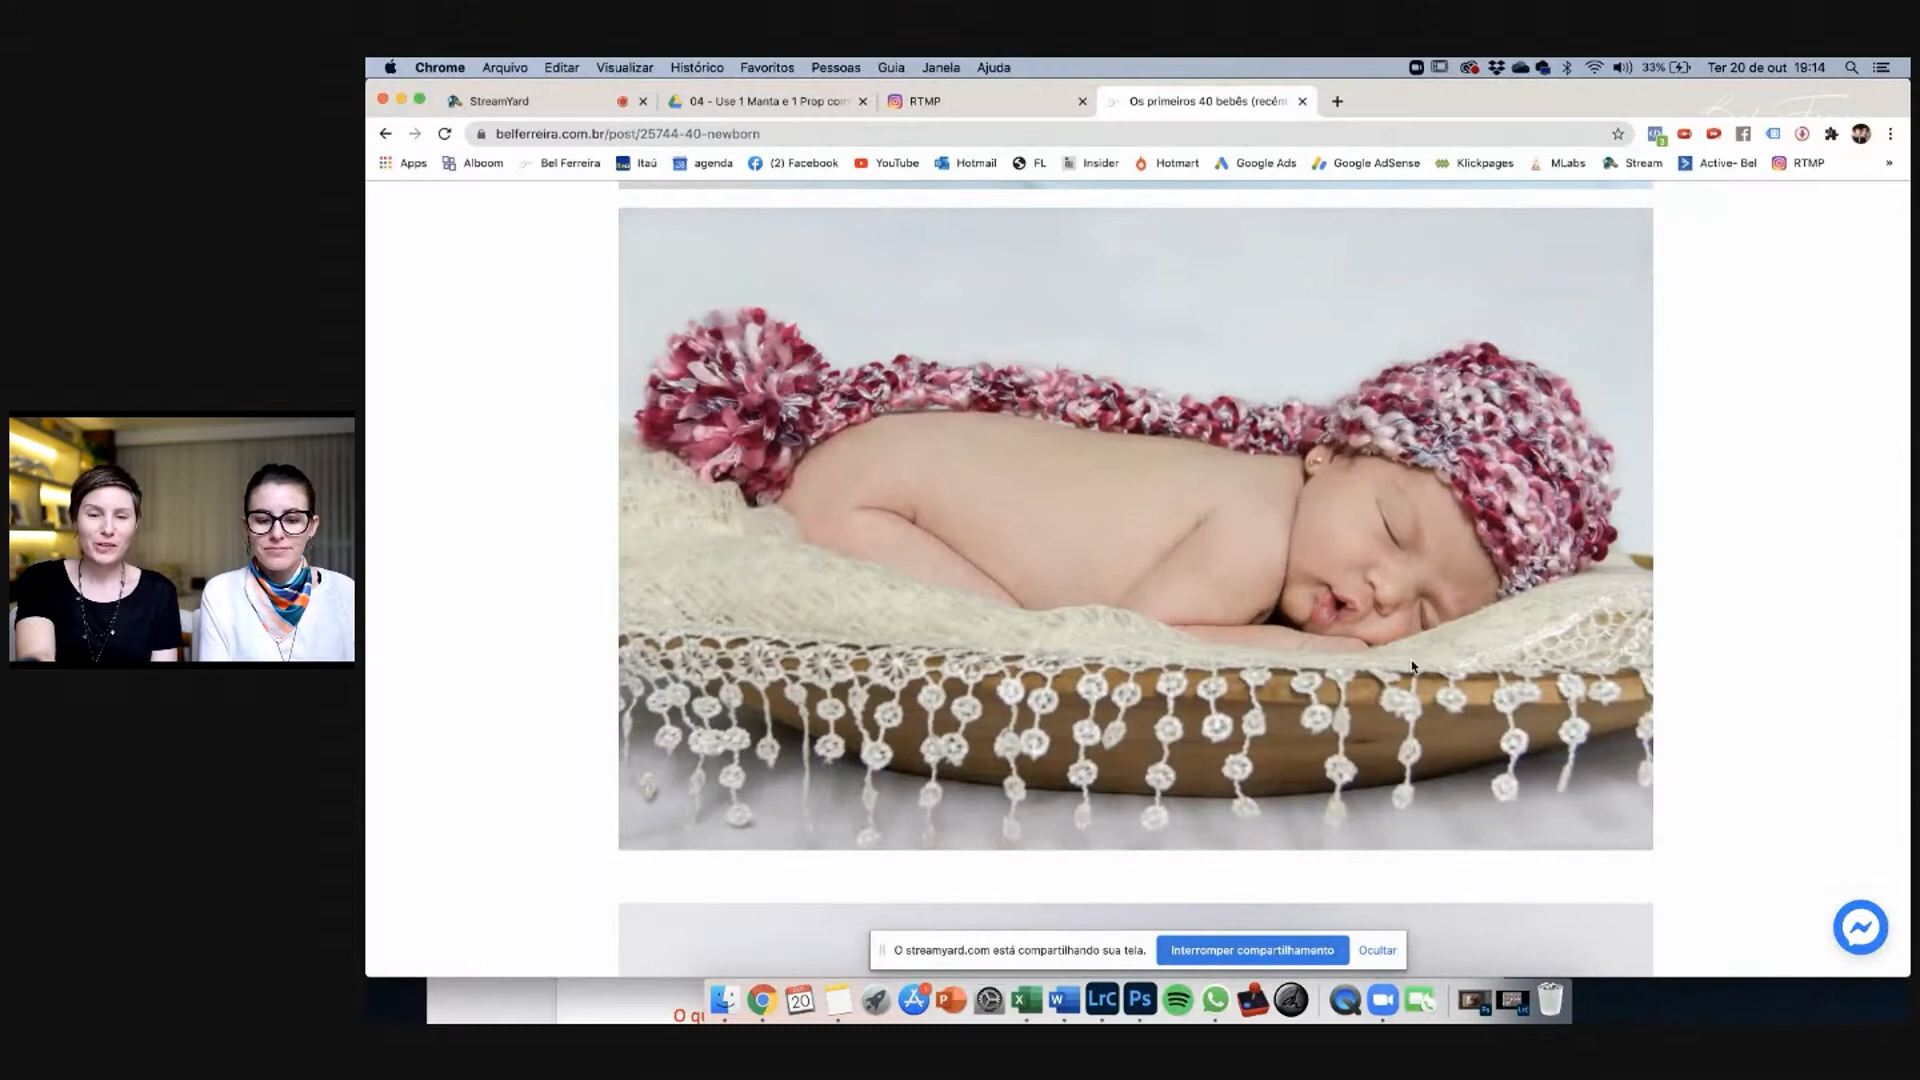 Chrome Arquivo Editar Visualizar Histórico Favoritos Pessoas Guia Janela Ajuda 33% Ter 20 de out 19:14
StreamYard 04 - Use 1 Manta e 1 Prop com RTMP Os primeiros 40 bebês (recém
belferreira.com.br/post/25744-40-newborn
Apps Alboom Bel Ferreira Itaú agenda (2) Facebook YouTube Hotmail FL Insider Hotmart Google Ads Google AdSense Klickpages MLabs Stream Active- Bel RTMP »
O streamyard.com está compartilhando sua tela. Interromper compartilhamento Ocultar
20 LrC Ps
O qu